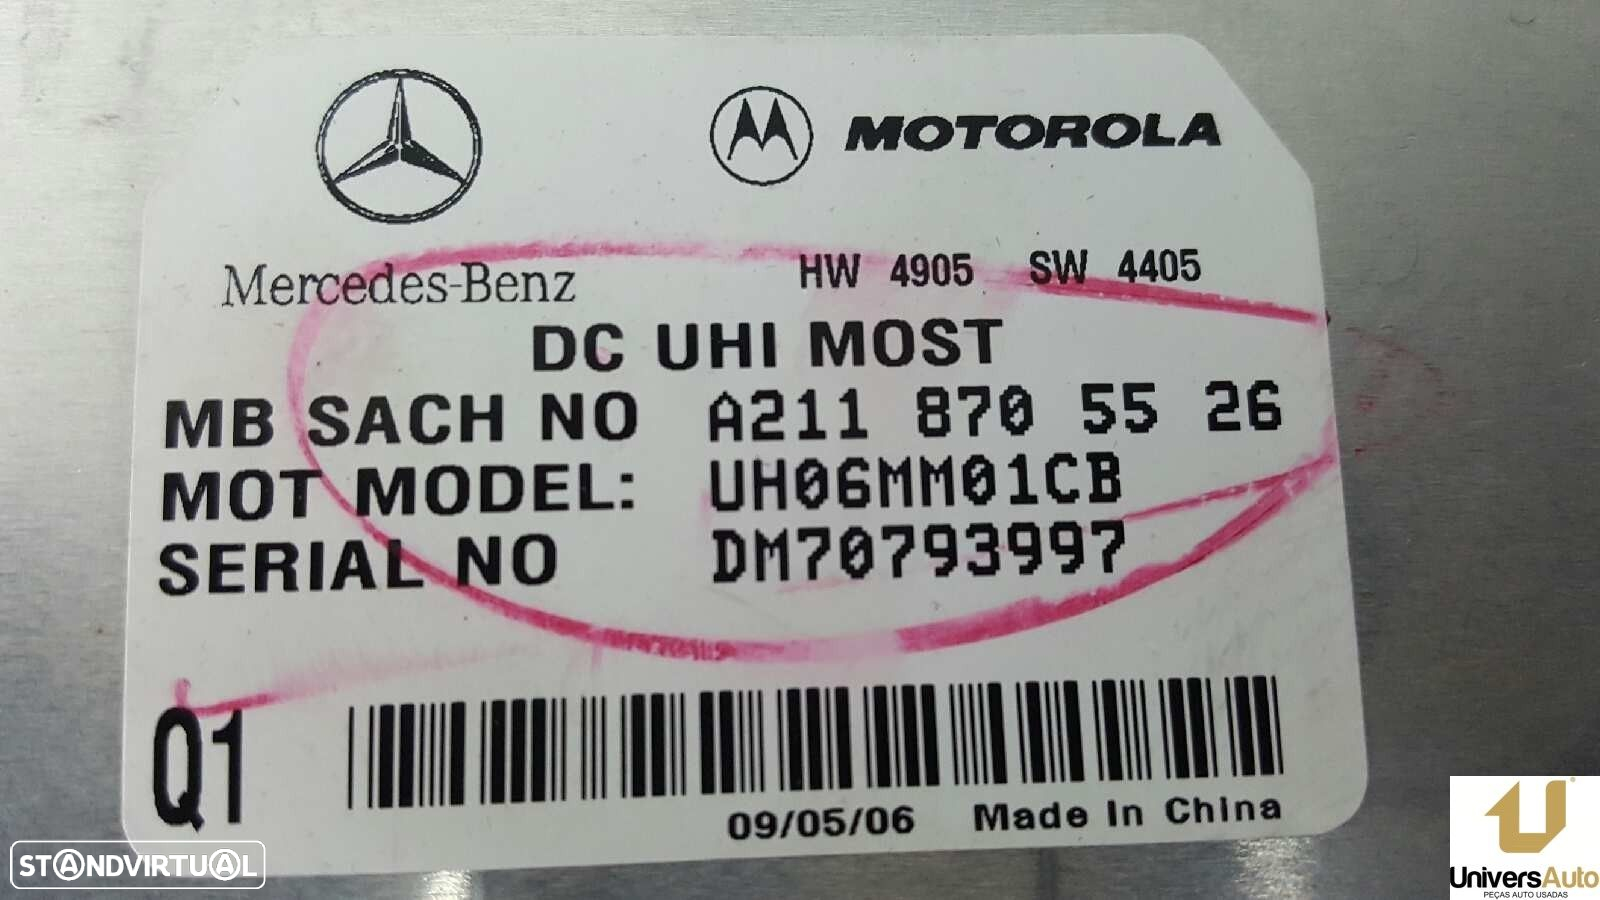 MOTOROLA
Mercedes-Benz
HW 4905 SW 4405
DC UHI MOST
MB SACH NO A211 870 55 26
MOT MODEL: UH06MM01CB
SERIAL NO DM70793997
Q1
09/05/06 Made In China
STANDVIRTUAL
UniversAuto
PEÇAS AUTO USADAS